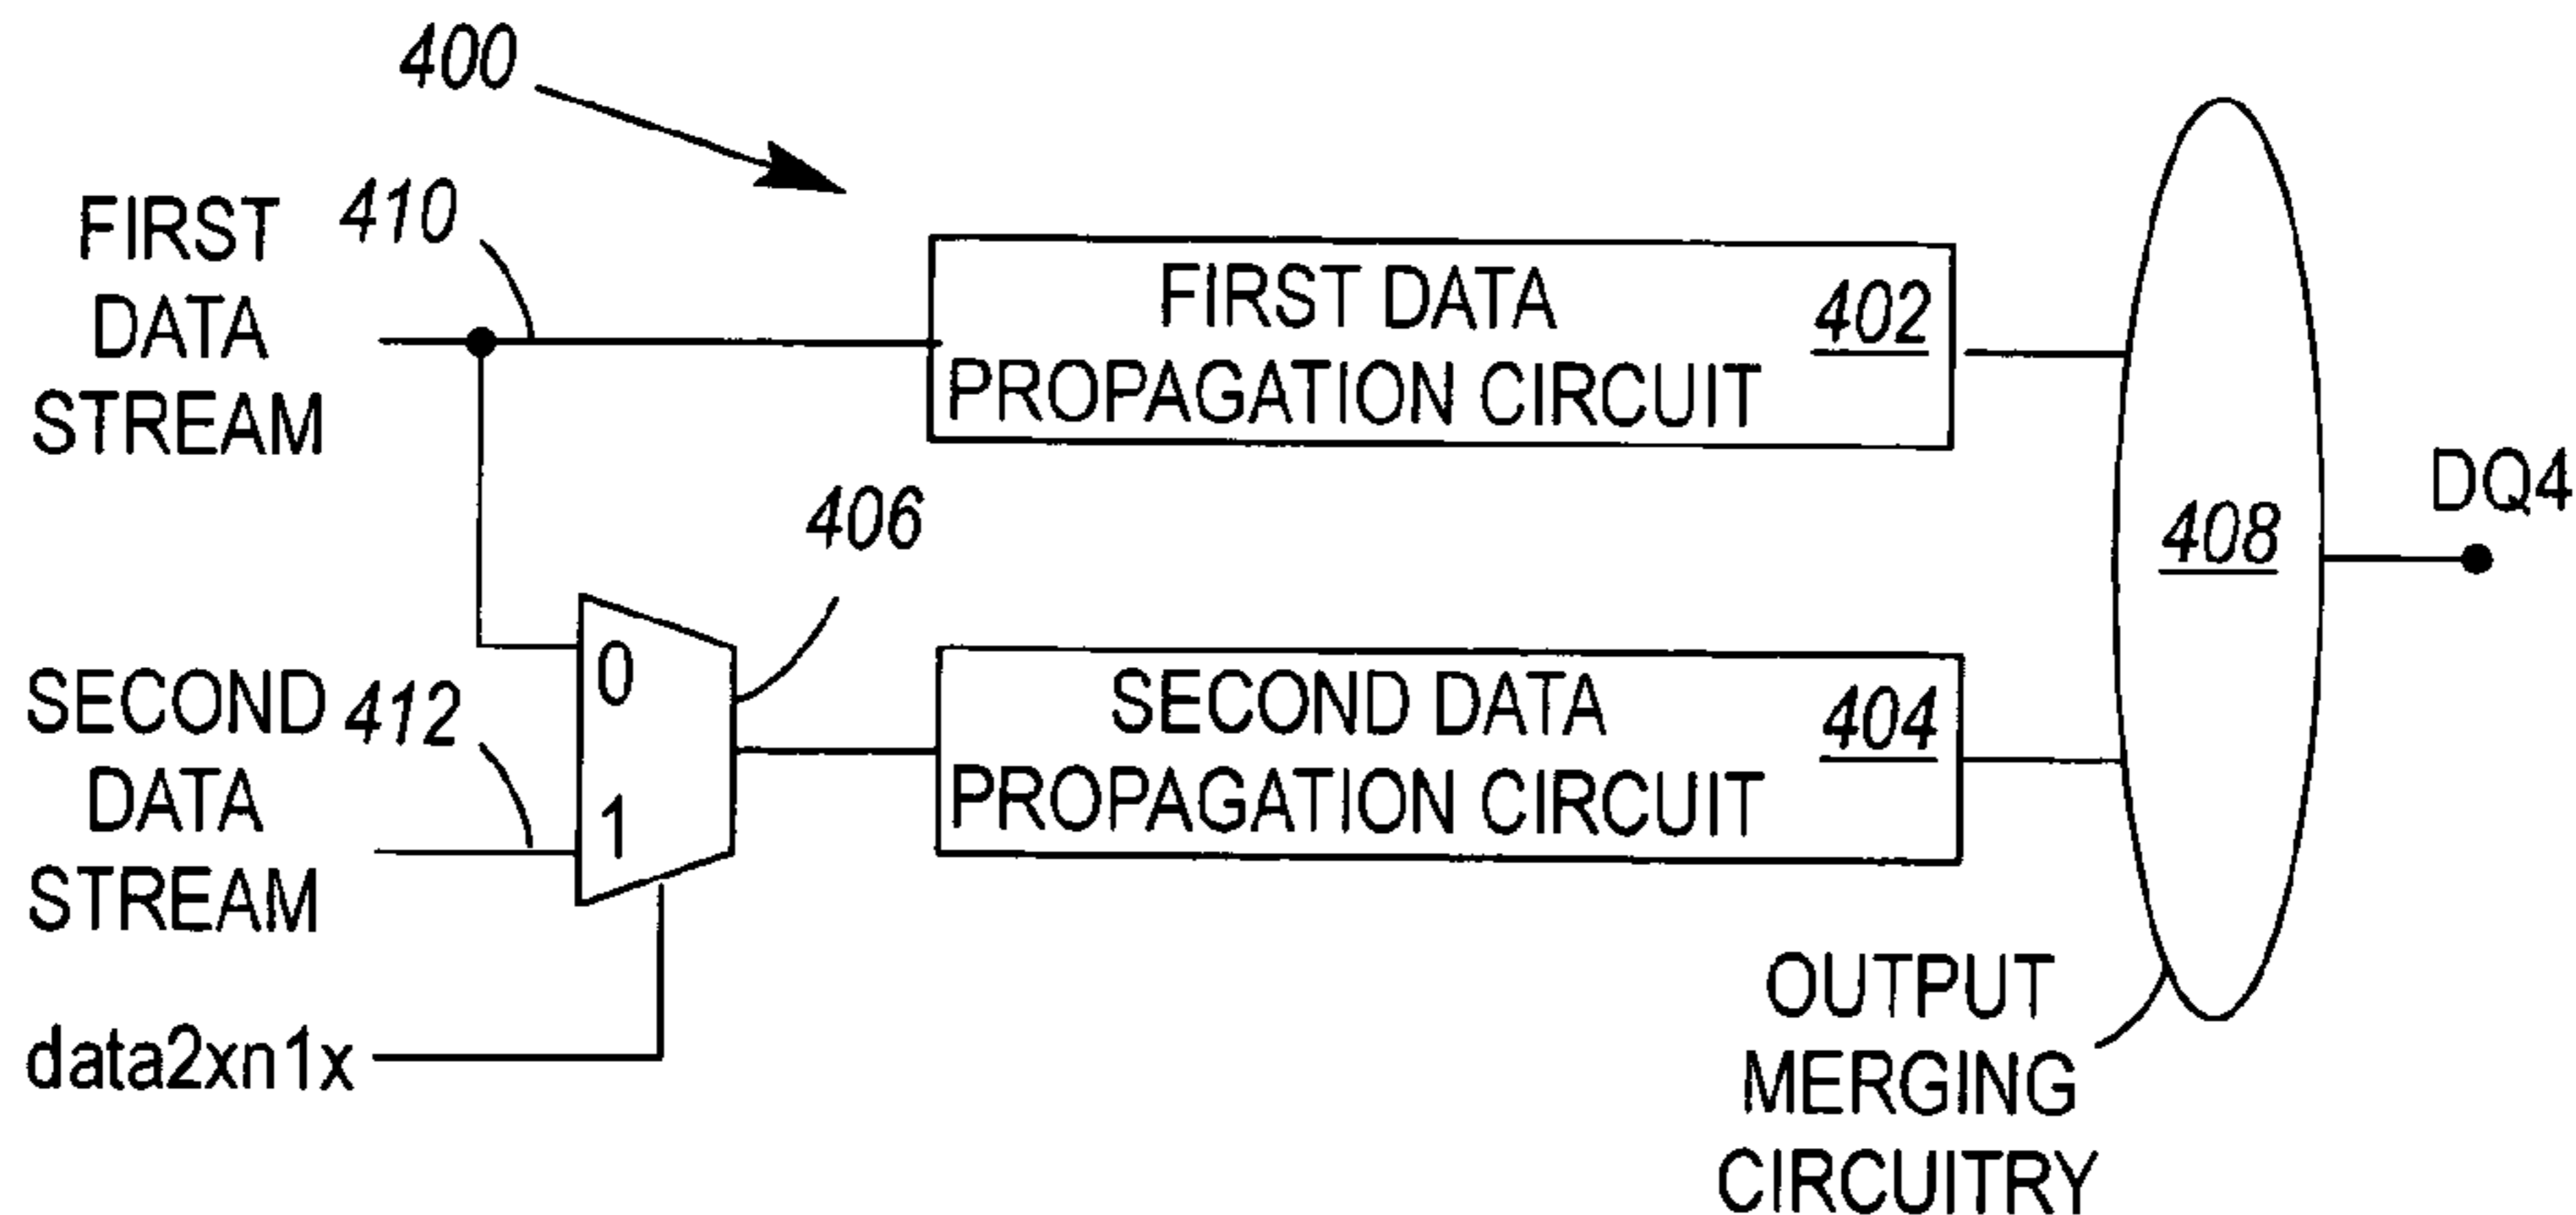 400
FIRST
DATA
STREAM
410
FIRST DATA
PROPAGATION CIRCUIT
402
408
DQ4
406
0
1
SECOND
DATA
STREAM
412
SECOND DATA
PROPAGATION CIRCUIT
404
data2xn1x
OUTPUT
MERGING
CIRCUITRY